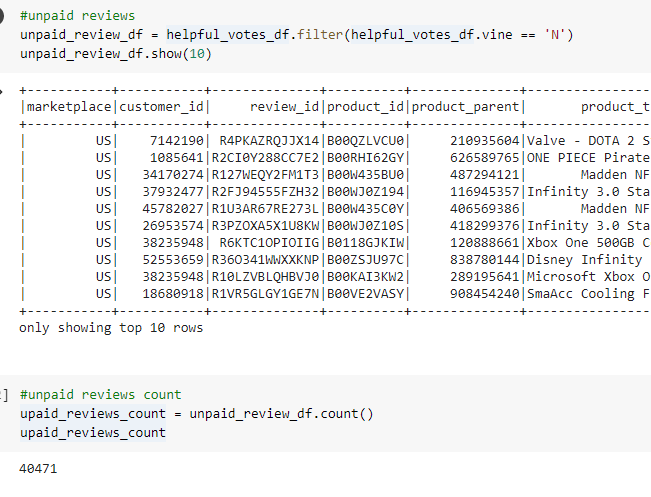 #unpaid reviews
unpaid_review_df = helpful_votes_df.filter(helpful_votes_df.vine == 'N')
unpaid_review_df.show(10)
+-----------+-----------+--------------+----------+--------------+----------------
|marketplace|customer_id|     review_id|product_id|product_parent|       product_t
+-----------+-----------+--------------+----------+--------------+----------------
|         US|    7142190| R4PKAZRQJJX14|B00QZLVCU0|     210935604|Valve - DOTA 2 S
|         US|    1085641|R2CI0Y288CC7E2|B00RHI62GY|     626589765|ONE PIECE Pirate
|         US|   34170274|R127WEQY2FM1T3|B00W435BU0|     487294121|       Madden NF
|         US|   37932477|R2FJ94555FZH32|B00WJ0Z194|     116945357|Infinity 3.0 Sta
|         US|   45782027|R1U3AR67RE273L|B00W435C0Y|     406569386|       Madden NF
|         US|   26953574|R3PZOXA5X1U8KW|B00WJ0Z10S|     418299376|Infinity 3.0 Sta
|         US|   38235948| R6KTC1OPIOIIG|B0118GJKIW|     120888661|Xbox One 500GB C
|         US|   52553659|R36O341WWXXKNP|B00ZSJU97C|     838780144|Disney Infinity 
|         US|   38235948|R10LZVBLQHBVJ0|B00KAI3KW2|     289195641|Microsoft Xbox O
|         US|   18680918|R1VR5GLGY1GE7N|B00VE2VASY|     908454240|SmaAcc Cooling F
+-----------+-----------+--------------+----------+--------------+----------------
only showing top 10 rows
] #unpaid reviews count
upaid_reviews_count = unpaid_review_df.count()
upaid_reviews_count
40471